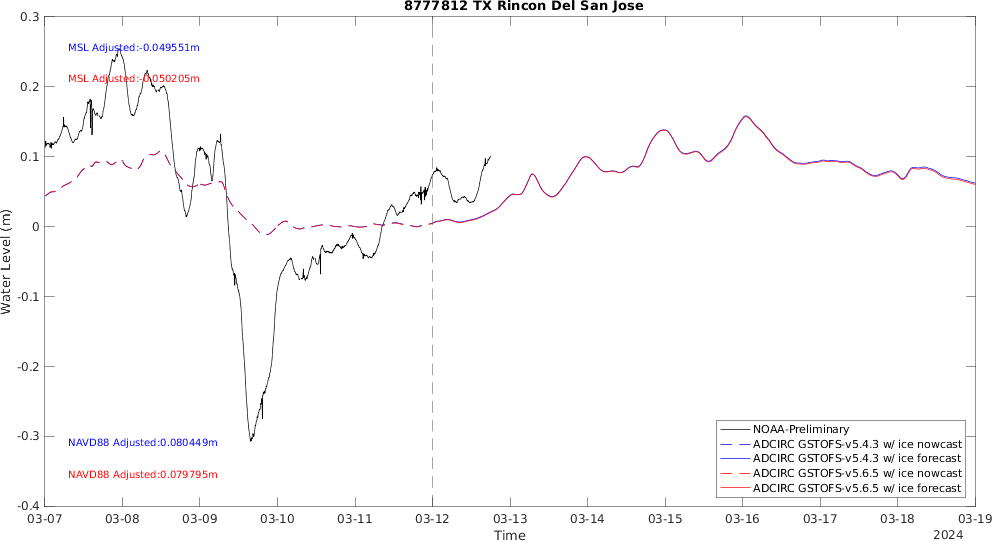 8777812 TX Rincon Del San Jose
0.3
MSL Adjusted:-0.049551m
MSL Adjusted:-0.050205m
0.2
0.1
0
Water Level (m)
-0.1
-0.2
-0.3
NAVD88 Adjusted:0.080449m
NAVD88 Adjusted:0.079795m
-0.4
NOAA-Preliminary
ADCIRC GSTOFS-v5.4.3 w/ ice nowcast
ADCIRC GSTOFS-v5.4.3 w/ ice forecast
ADCIRC GSTOFS-v5.6.5 w/ ice nowcast
ADCIRC GSTOFS-v5.6.5 w/ ice forecast
03-07 03-08 03-09 03-10 03-11 03-12 03-13 03-14 03-15 03-16 03-17 03-18 03-19
Time
2024